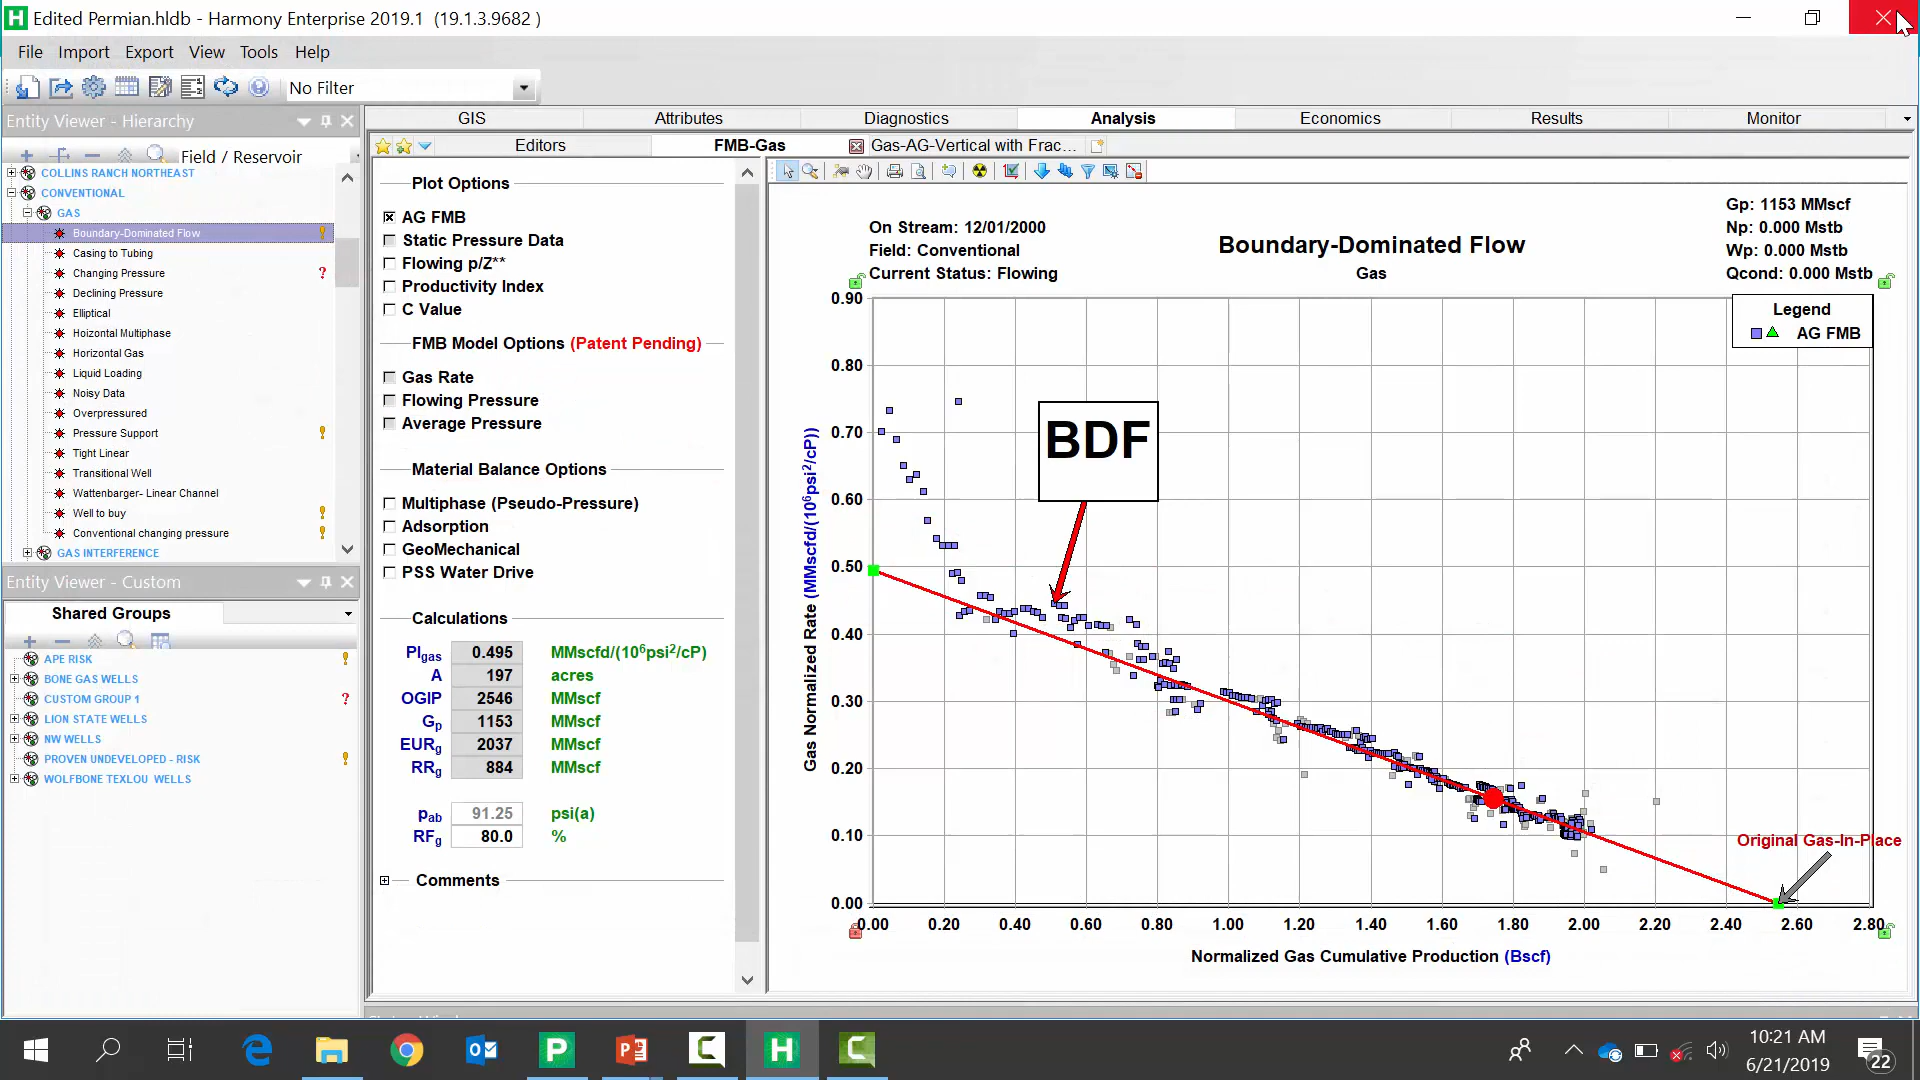 Edited Permian.hldb - Harmony Enterprise 2019.1 (19.1.3.9682 )
File Import Export View Tools Help
No Filter
Entity Viewer - Hierarchy
Field / Reservoir
COLLINS RANCH NORTHEAST
CONVENTIONAL
GAS
Boundary-Dominated Flow
Casing to Tubing
Changing Pressure
Declining Pressure
Elliptical
Hoizontal Multiphase
Horizontal Gas
Liquid Loading
Noisy Data
Overpressured
Pressure Support
Tight Linear
Transitional Well
Wattenbarger- Linear Channel
Well to buy
Conventional changing pressure
GAS INTERFERENCE
Entity Viewer - Custom
Shared Groups
APE RISK
BONE GAS WELLS
CUSTOM GROUP 1
LION STATE WELLS
NW WELLS
PROVEN UNDEVELOPED - RISK
WOLFBONE TEXLOU WELLS
GIS Attributes Diagnostics Analysis Economics Results Monitor
Editors FMB-Gas Gas-AG-Vertical with Frac...
Plot Options
AG FMB
Static Pressure Data
Flowing p/Z**
Productivity Index
C Value
FMB Model Options (Patent Pending)
Gas Rate
Flowing Pressure
Average Pressure
Material Balance Options
Multiphase (Pseudo-Pressure)
Adsorption
GeoMechanical
PSS Water Drive
Calculations
PIgas 0.495 MMscfd/(10⁶psi²/cP)
A 197 acres
OGIP 2546 MMscf
Gp 1153 MMscf
EURg 2037 MMscf
RRg 884 MMscf
pab 91.25 psi(a)
RFg 80.0 %
Comments
On Stream: 12/01/2000
Field: Conventional
Current Status: Flowing
Boundary-Dominated Flow
Gas
Gp: 1153 MMscf
Np: 0.000 Mstb
Wp: 0.000 Mstb
Qcond: 0.000 Mstb
Legend
AG FMB
BDF
Original Gas-In-Place
Gas Normalized Rate (MMscfd/(10⁶psi²/cP))
0.90
0.80
0.70
0.60
0.50
0.40
0.30
0.20
0.10
0.00
0.00 0.20 0.40 0.60 0.80 1.00 1.20 1.40 1.60 1.80 2.00 2.20 2.40 2.60 2.80
Normalized Gas Cumulative Production (Bscf)
10:21 AM
6/21/2019
22